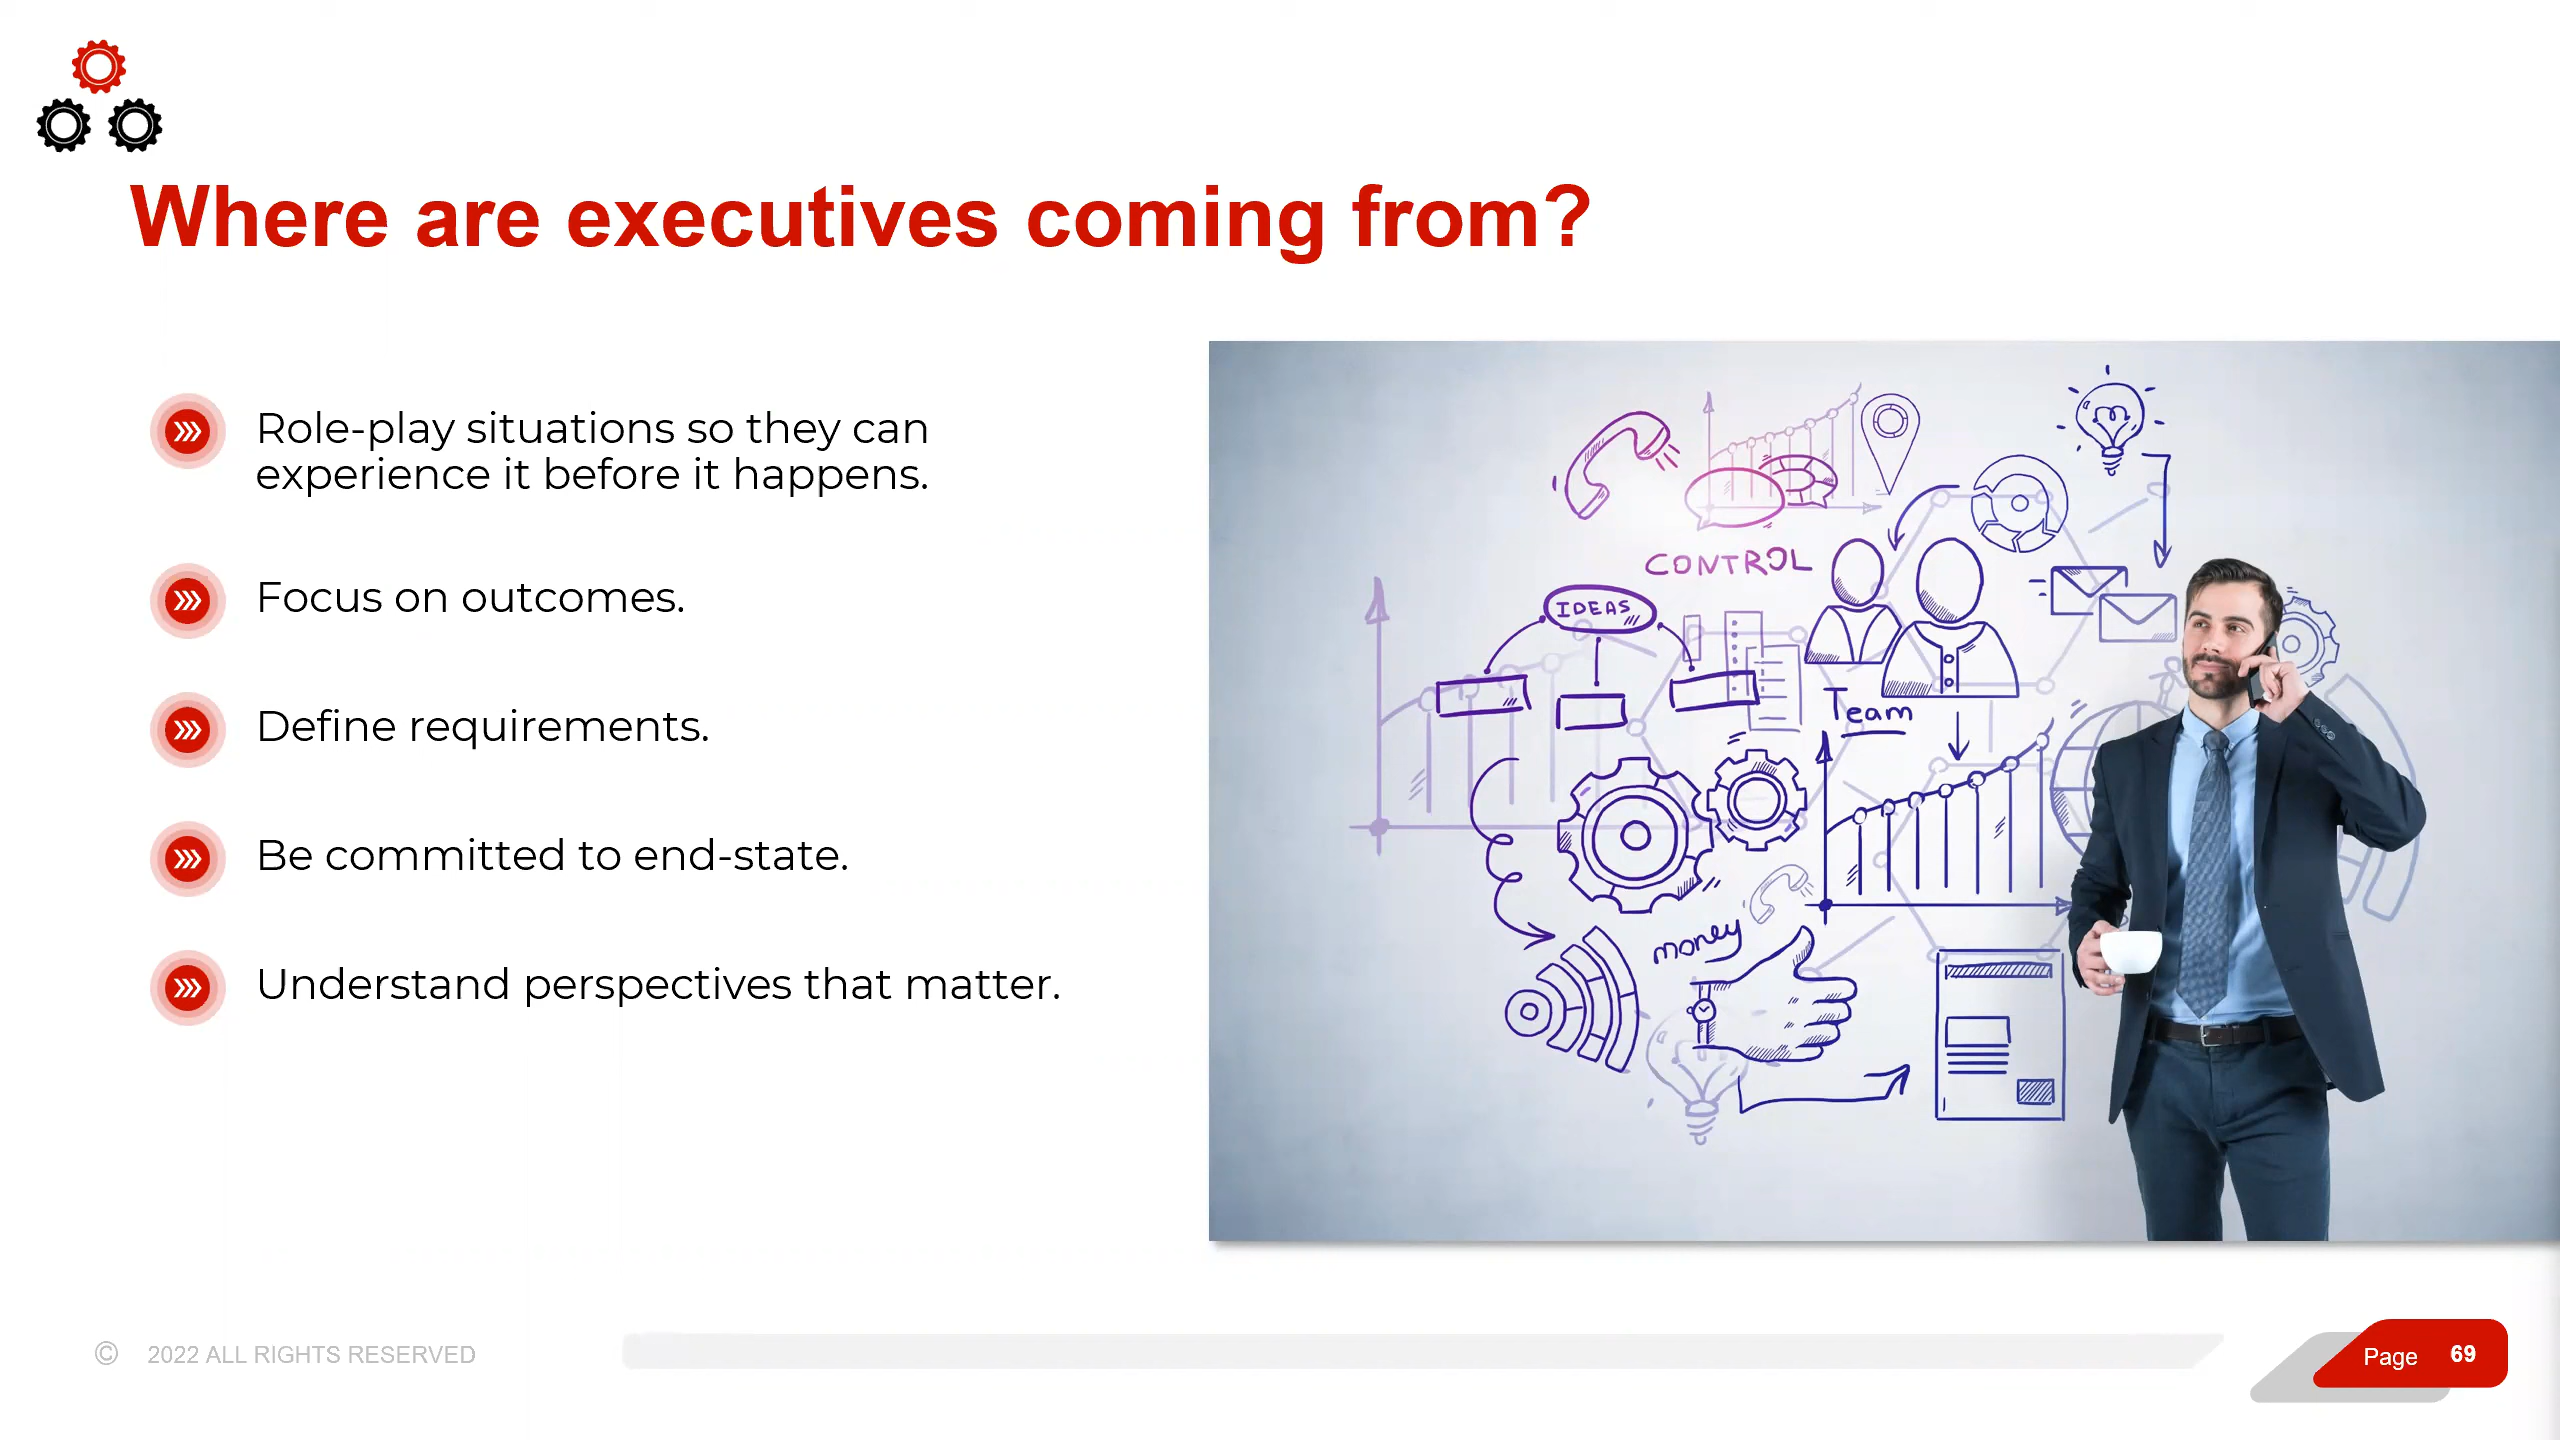 Where are executives coming from?
Role-play situations so they can
experience it before it happens.
Focus on outcomes.
Define requirements.
Be committed to end-state.
Understand perspectives that matter.
CONTROL
IDEAS
Team
money
© 2022 ALL RIGHTS RESERVED
Page 69